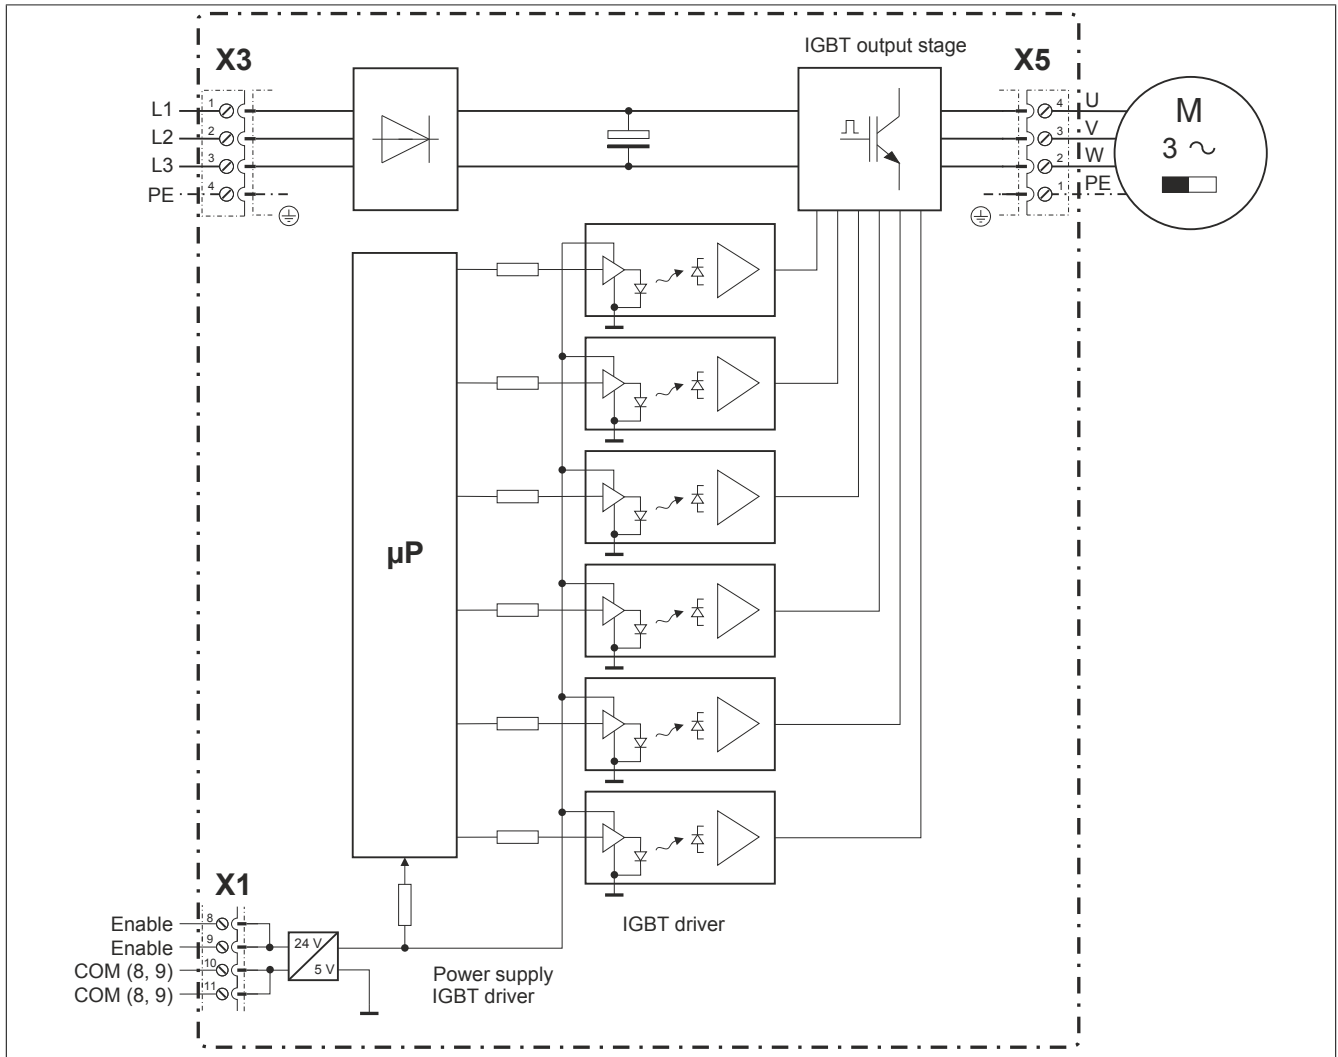 IGBT output stage
X3
X5
L1
1
L2
2
L3
3
PE
4
4
U
3
V
2
W
1
PE
M
3 ~
µP
X1
Enable
8
Enable
9
COM (8, 9)
10
COM (8, 9)
11
24 V
5 V
Power supply
IGBT driver
IGBT driver